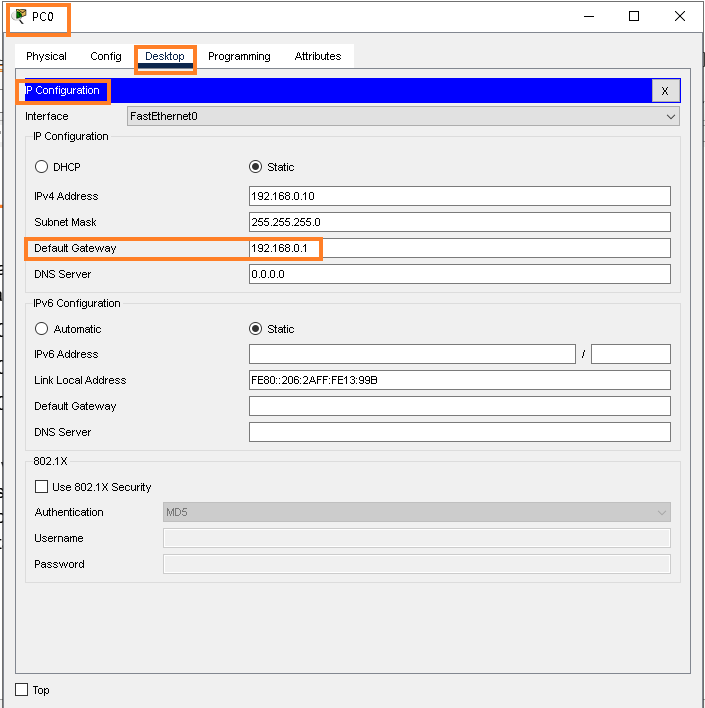 PC0
Physical Config Desktop Programming Attributes
IP Configuration X
Interface FastEthernet0
IP Configuration
DHCP Static
IPv4 Address 192.168.0.10
Subnet Mask 255.255.255.0
Default Gateway 192.168.0.1
DNS Server 0.0.0.0
IPv6 Configuration
Automatic Static
IPv6 Address /
Link Local Address FE80::206:2AFF:FE13:99B
Default Gateway
DNS Server
802.1X
Use 802.1X Security
Authentication MD5
Username
Password
Top